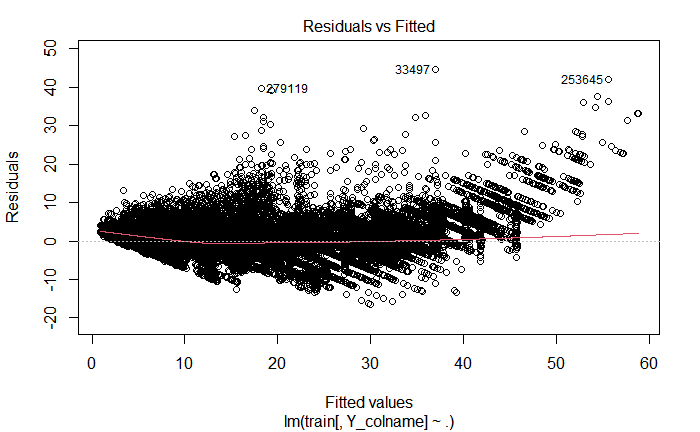 Residuals vs Fitted
50
40
30
20
10
0
-10
-20
Residuals
279119
33497
253645
0 10 20 30 40 50 60
Fitted values
lm(train[, Y_colname] ~ .)